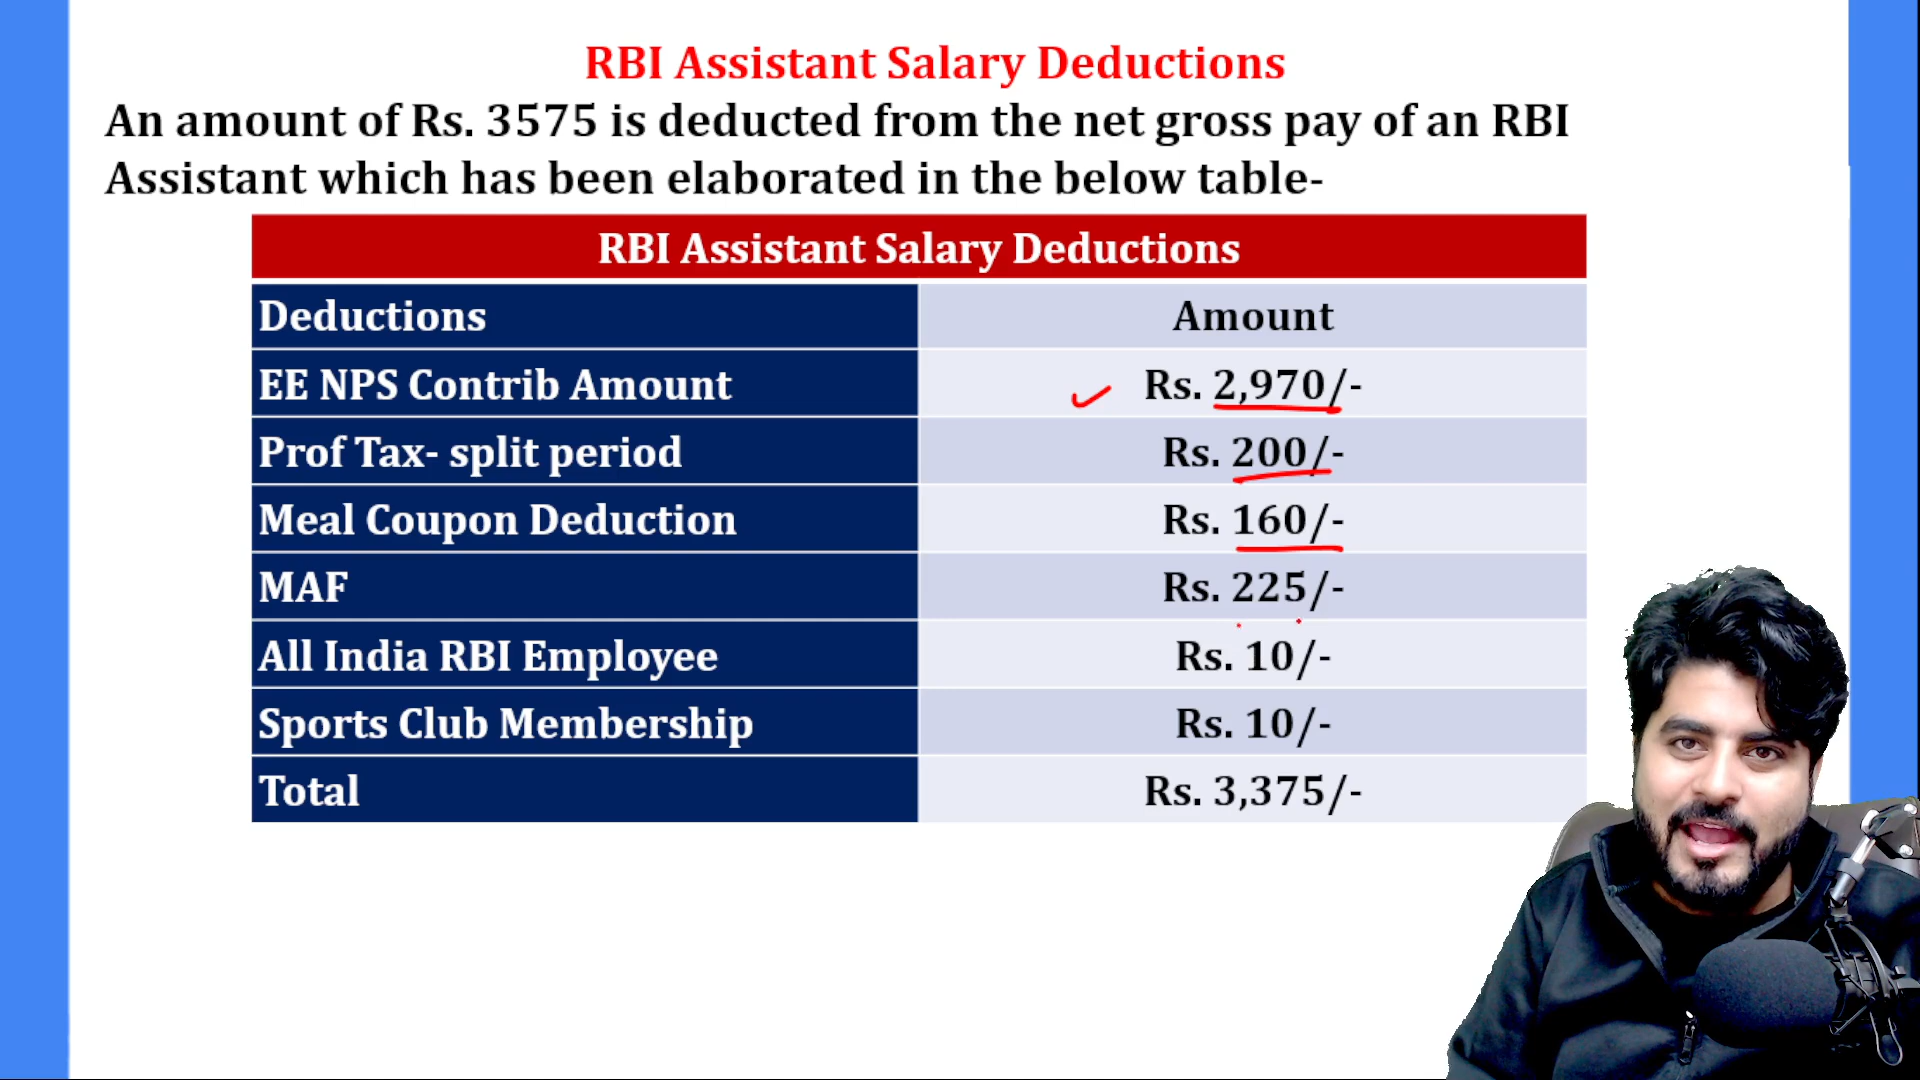 RBI Assistant Salary Deductions
An amount of Rs. 3575 is deducted from the net gross pay of an RBI
Assistant which has been elaborated in the below table-
RBI Assistant Salary Deductions
Deductions Amount
EE NPS Contrib Amount Rs. 2,970/-
Prof Tax- split period Rs. 200/-
Meal Coupon Deduction Rs. 160/-
MAF Rs. 225/-
All India RBI Employee Rs. 10/-
Sports Club Membership Rs. 10/-
Total Rs. 3,375/-